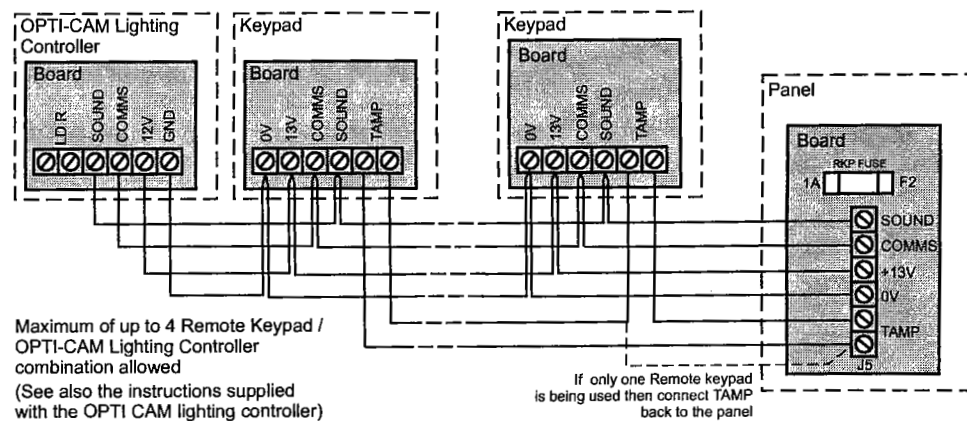 OPTI-CAM Lighting
Controller
Board
LDR
SOUND
COMMS
12V
GND
Keypad
Board
0V
13V
COMMS
SOUND
TAMP
Keypad
Board
0V
13V
COMMS
SOUND
TAMP
Panel
Board
RKP FUSE
1A
F2
SOUND
COMMS
+13V
0V
TAMP
J5
Maximum of up to 4 Remote Keypad /
OPTI-CAM Lighting Controller
combination allowed
(See also the instructions supplied
with the OPTI CAM lighting controller)
If only one Remote keypad
is being used then connect TAMP
back to the panel